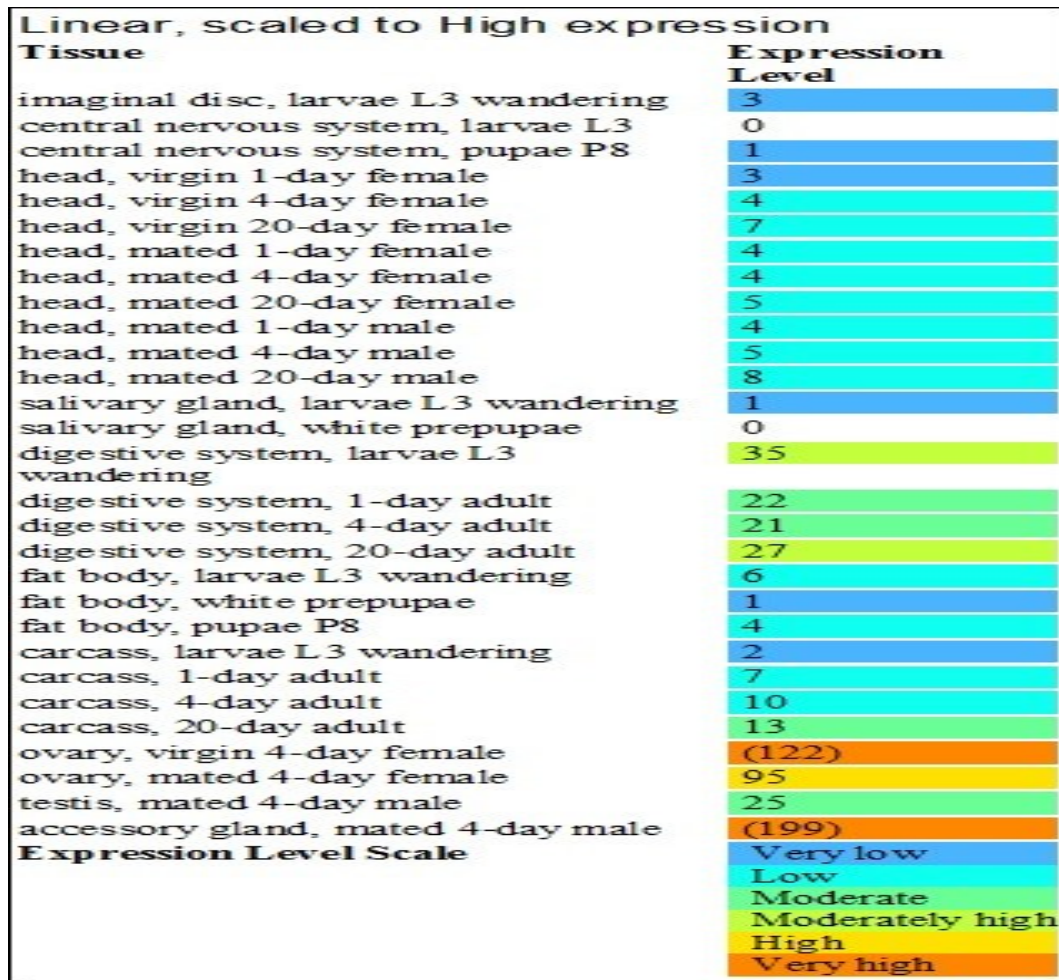 Linear, scaled to High expression
Tissue Expression
Level
imaginal disc, larvae L3 wandering 3
central nervous system, larvae L3 0
central nervous system, pupae P8 1
head, virgin 1-day female 3
head, virgin 4-day female 4
head, virgin 20-day female 7
head, mated 1-day female 4
head, mated 4-day female 4
head, mated 20-day female 5
head, mated 1-day male 4
head, mated 4-day male 5
head, mated 20-day male 8
salivary gland, larvae L3 wandering 1
salivary gland, white prepupae 0
digestive system, larvae L3 35
wandering
digestive system, 1-day adult 22
digestive system, 4-day adult 21
digestive system, 20-day adult 27
fat body, larvae L3 wandering 6
fat body, white prepupae 1
fat body, pupae P8 4
carcass, larvae L3 wandering 2
carcass, 1-day adult 7
carcass, 4-day adult 10
carcass, 20-day adult 13
ovary, virgin 4-day female (122)
ovary, mated 4-day female 95
testis, mated 4-day male 25
accessory gland, mated 4-day male (199)
Expression Level Scale Very low
Low
Moderate
Moderately high
High
Very high